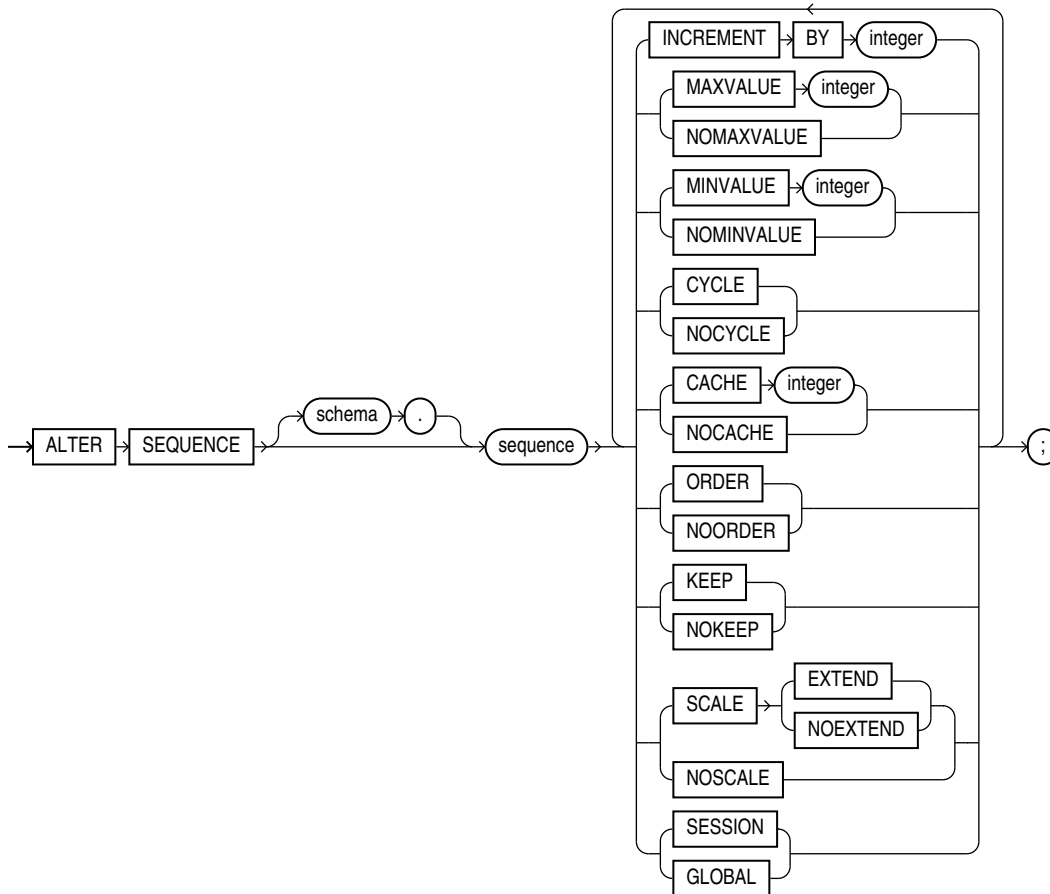 INCREMENT BY integer
MAXVALUE integer
NOMAXVALUE
MINVALUE integer
NOMINVALUE
CYCLE
NOCYCLE
CACHE integer
NOCACHE
schema .
ALTER SEQUENCE sequence ;
ORDER
NOORDER
KEEP
NOKEEP
EXTEND
SCALE
NOEXTEND
NOSCALE
SESSION
GLOBAL